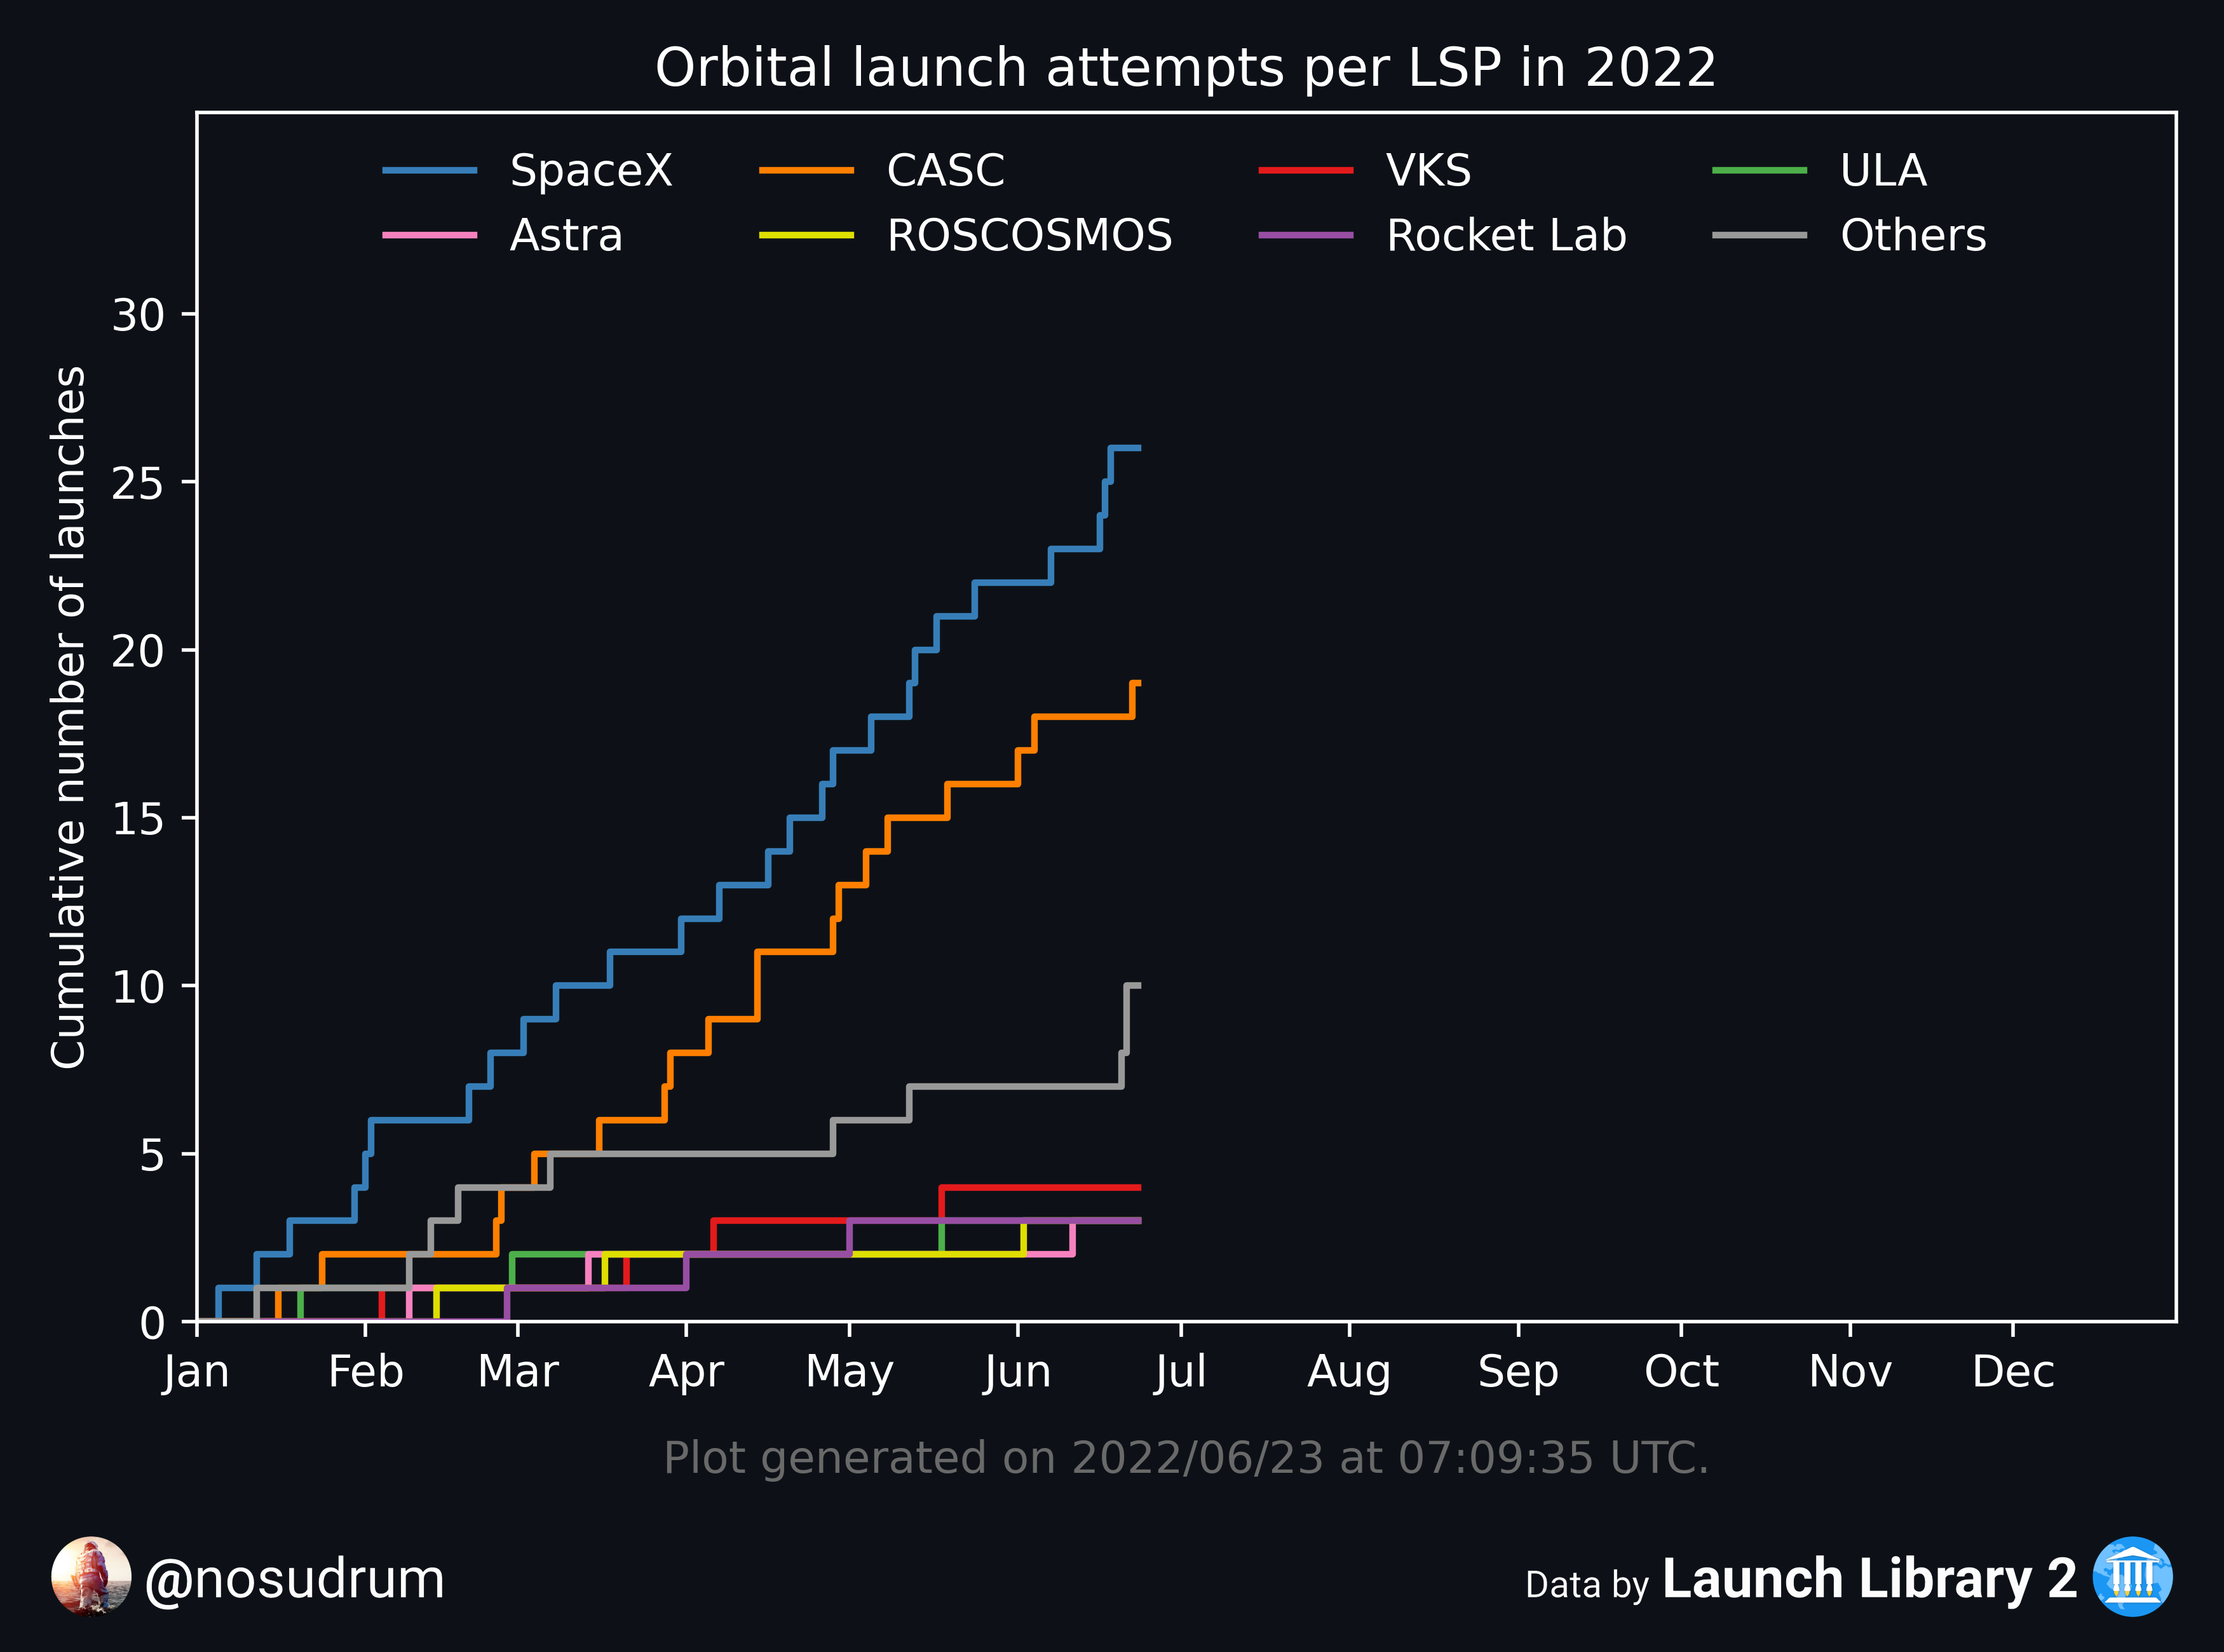 Orbital launch attempts per LSP in 2022
SpaceX CASC VKS ULA
Astra ROSCOSMOS Rocket Lab Others
Cumulative number of launches
30
25
20
15
10
5
0
Jan Feb Mar Apr May Jun Jul Aug Sep Oct Nov Dec
Plot generated on 2022/06/23 at 07:09:35 UTC.
@nosudrum
Data by Launch Library 2